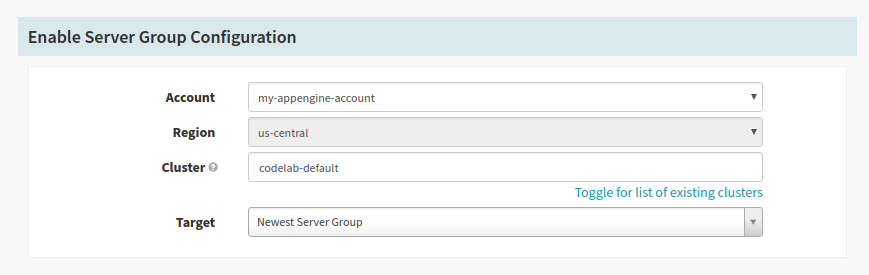 Enable Server Group Configuration
Account my-appengine-account
Region us-central
Cluster codelab-default
Toggle for list of existing clusters
Target Newest Server Group